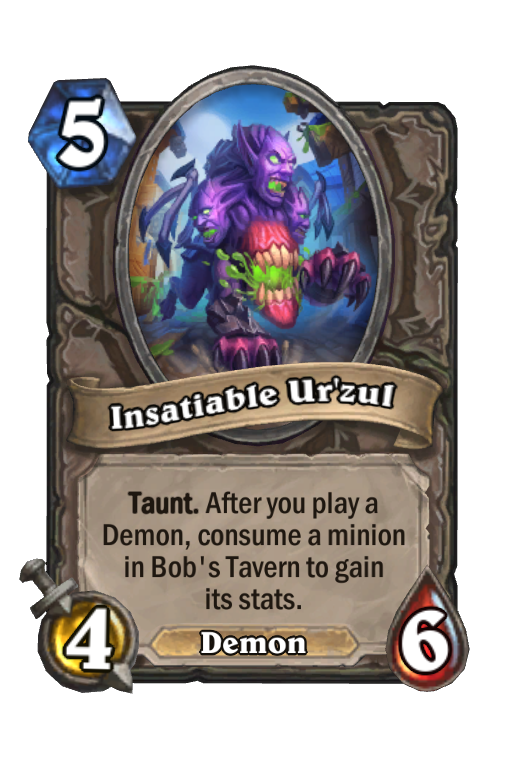 5
Insatiable Ur'zul
Taunt. After you play a
Demon, consume a minion
in Bob's Tavern to gain
its stats.
4
Demon
6